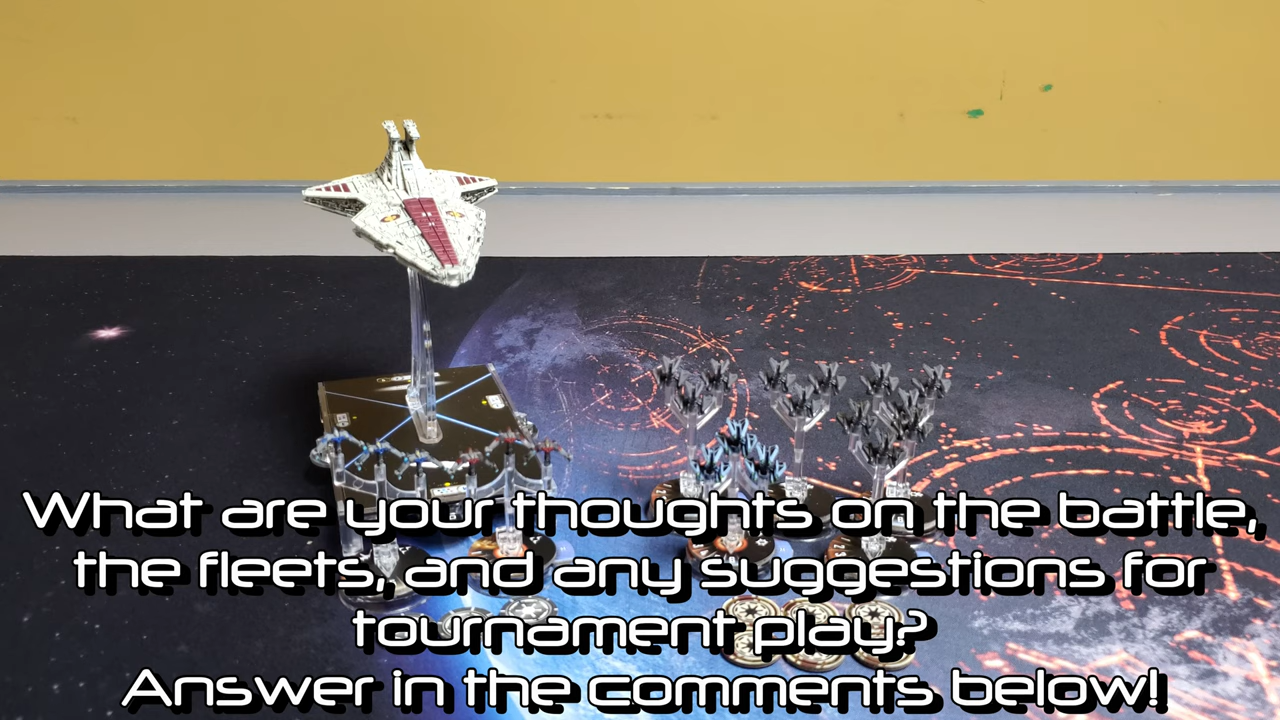 What are your thoughts on the battle,
the fleets, and any suggestions for
tournament play?
Answer in the comments below!